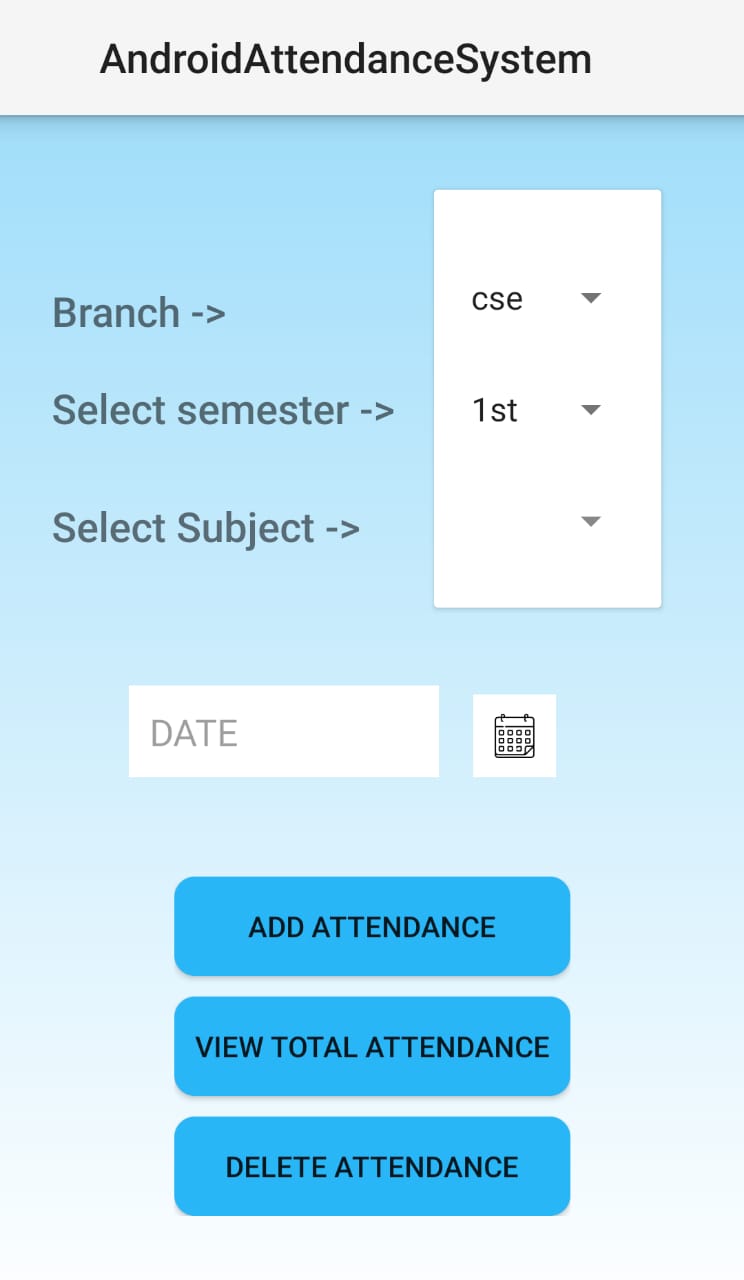 AndroidAttendanceSystem
Branch -> cse
Select semester -> 1st
Select Subject ->
DATE
ADD ATTENDANCE
VIEW TOTAL ATTENDANCE
DELETE ATTENDANCE